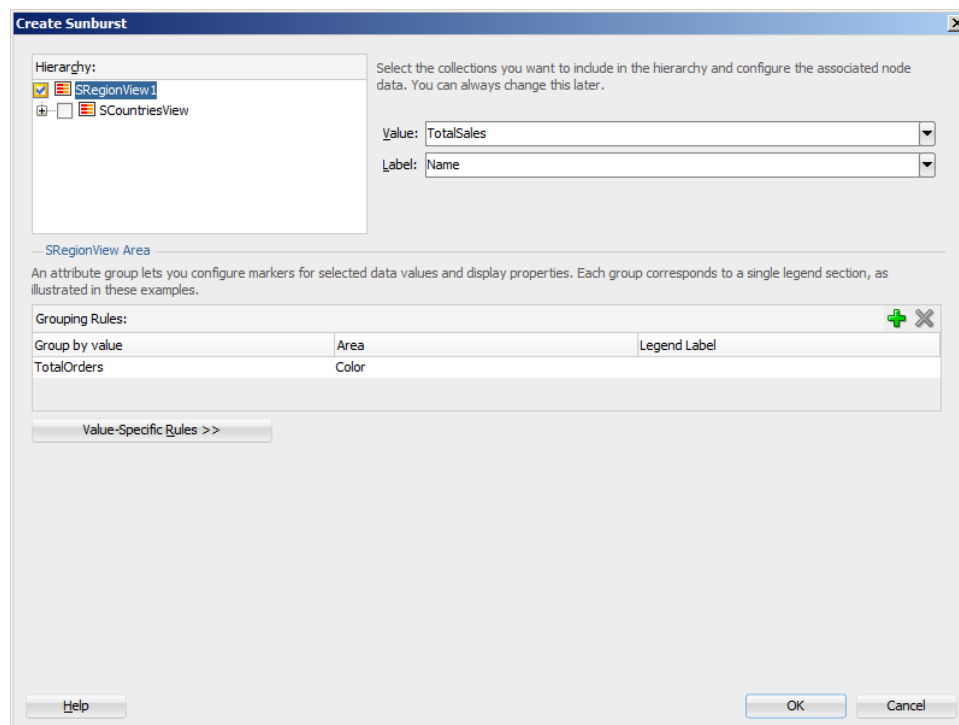 Create Sunburst
Hierarchy:
SRegionView1
SCountriesView
Select the collections you want to include in the hierarchy and configure the associated node
data. You can always change this later.
Value: TotalSales
Label: Name
SRegionView Area
An attribute group lets you configure markers for selected data values and display properties. Each group corresponds to a single legend section, as
illustrated in these examples.
Grouping Rules:
Group by value Area Legend Label
TotalOrders Color
Value-Specific Rules >>
Help OK Cancel